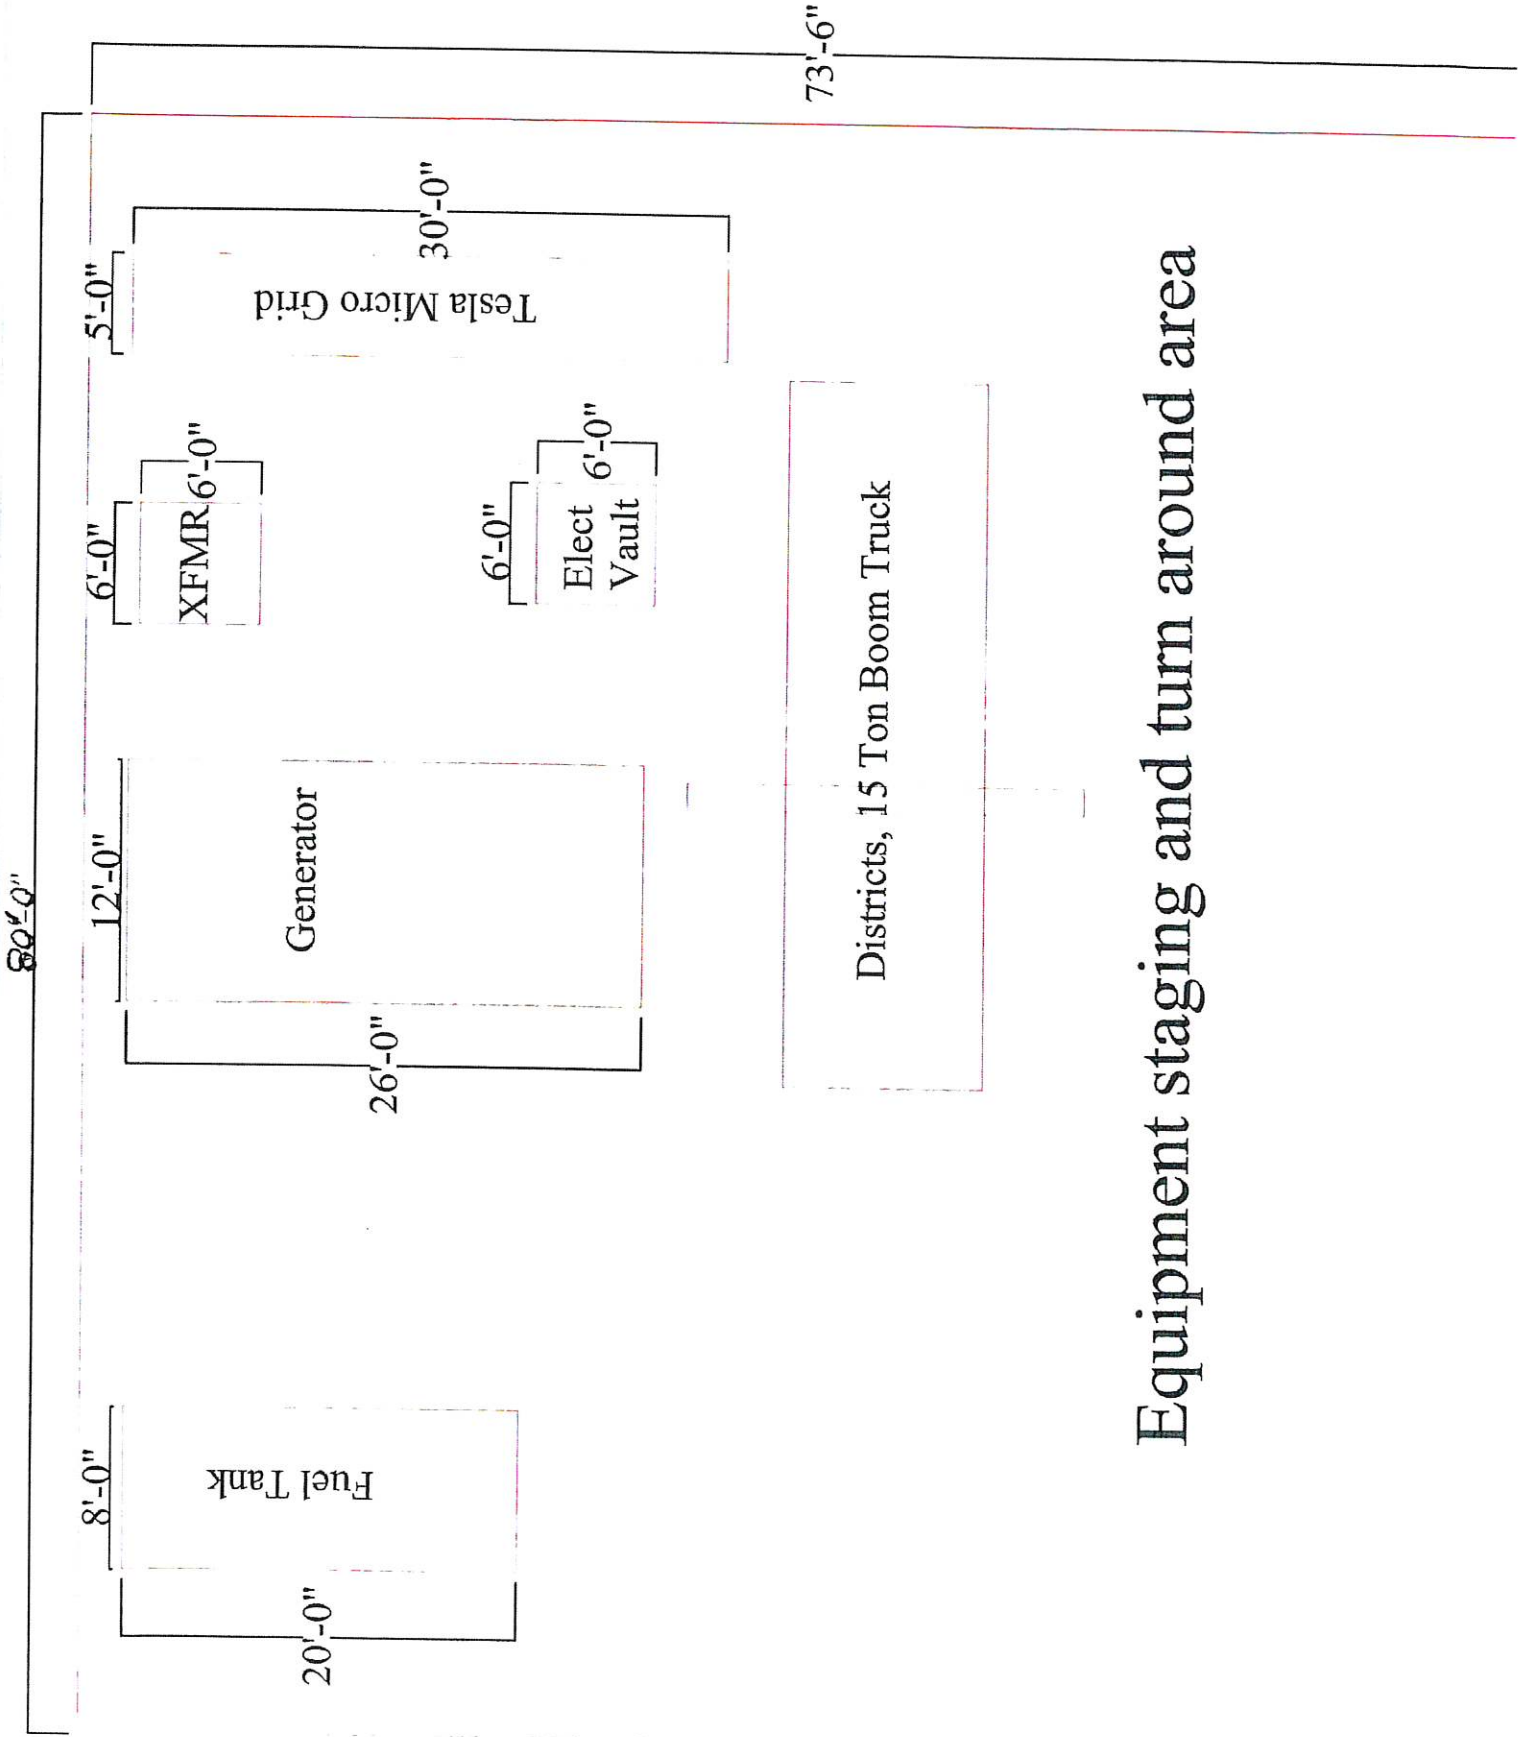 80'-0"
73'-6"
8'-0"
20'-0"
Fuel Tank
12'-0"
26'-0"
Generator
6'-0"
6'-0"
XFMR
6'-0"
6'-0"
Elect
Vault
5'-0"
30'-0"
Tesla Micro Grid
Districts, 15 Ton Boom Truck
Equipment staging and turn around area